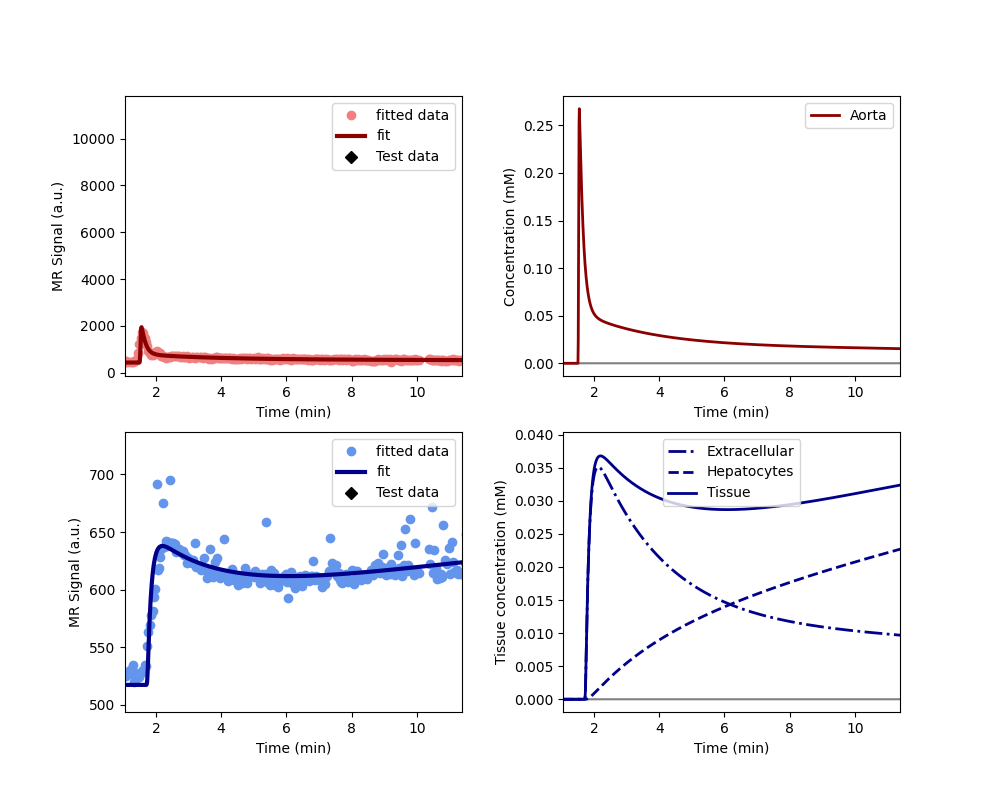 10000
8000
6000
4000
2000
0
MR Signal (a.u.)
fitted data
fit
Test data
2
4
6
8
10
Time (min)
0.25
0.20
0.15
0.10
0.05
0.00
Concentration (mM)
Aorta
2
4
6
8
10
Time (min)
700
650
600
550
500
MR Signal (a.u.)
fitted data
fit
Test data
2
4
6
8
10
Time (min)
0.040
0.035
0.030
0.025
0.020
0.015
0.010
0.005
0.000
Tissue concentration (mM)
Extracellular
Hepatocytes
Tissue
2
4
6
8
10
Time (min)